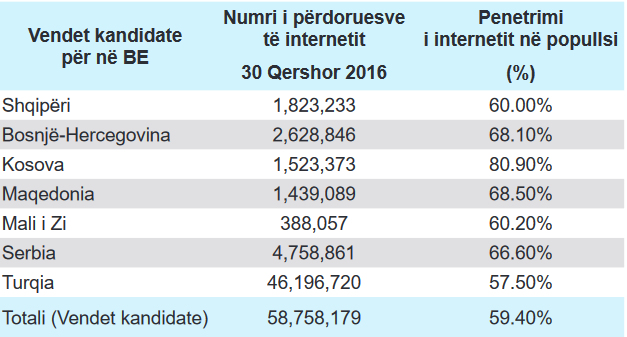 Vendet kandidate
për në BE
Numri i përdoruesve
të internetit
30 Qershor 2016
Penetrimi
i internetit në popullsi
(%)
Shqipëri 1,823,233 60.00%
Bosnjë-Hercegovina 2,628,846 68.10%
Kosova 1,523,373 80.90%
Maqedonia 1,439,089 68.50%
Mali i Zi 388,057 60.20%
Serbia 4,758,861 66.60%
Turqia 46,196,720 57.50%
Totali (Vendet kandidate) 58,758,179 59.40%